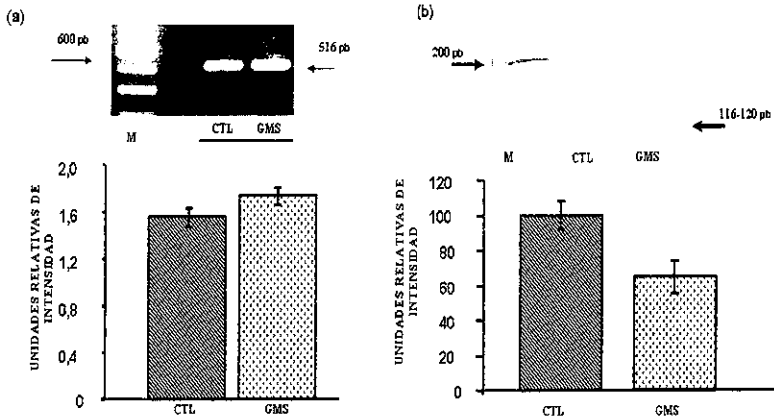 (a)
600 pb
516 pb
M
CTL
GMS
UNIDADES RELATIVAS DE
INTENSIDAD
2,0
1,6
1,2
0,8
0,4
0
CTL
GMS
(b)
200 pb
116-120 pb
M
CTL
GMS
UNIDADES RELATIVAS DE
INTENSIDAD
120
100
80
60
40
20
0
CTL
GMS